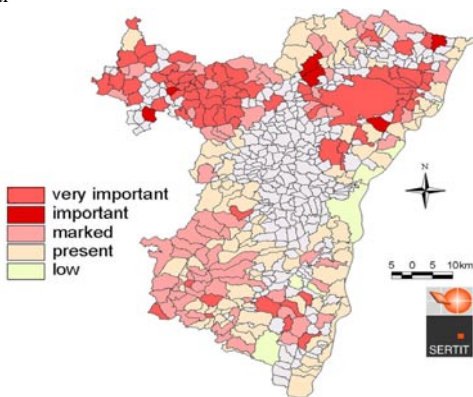 N
very important
important
marked
present
low
5 0 5 10km
SERTIT